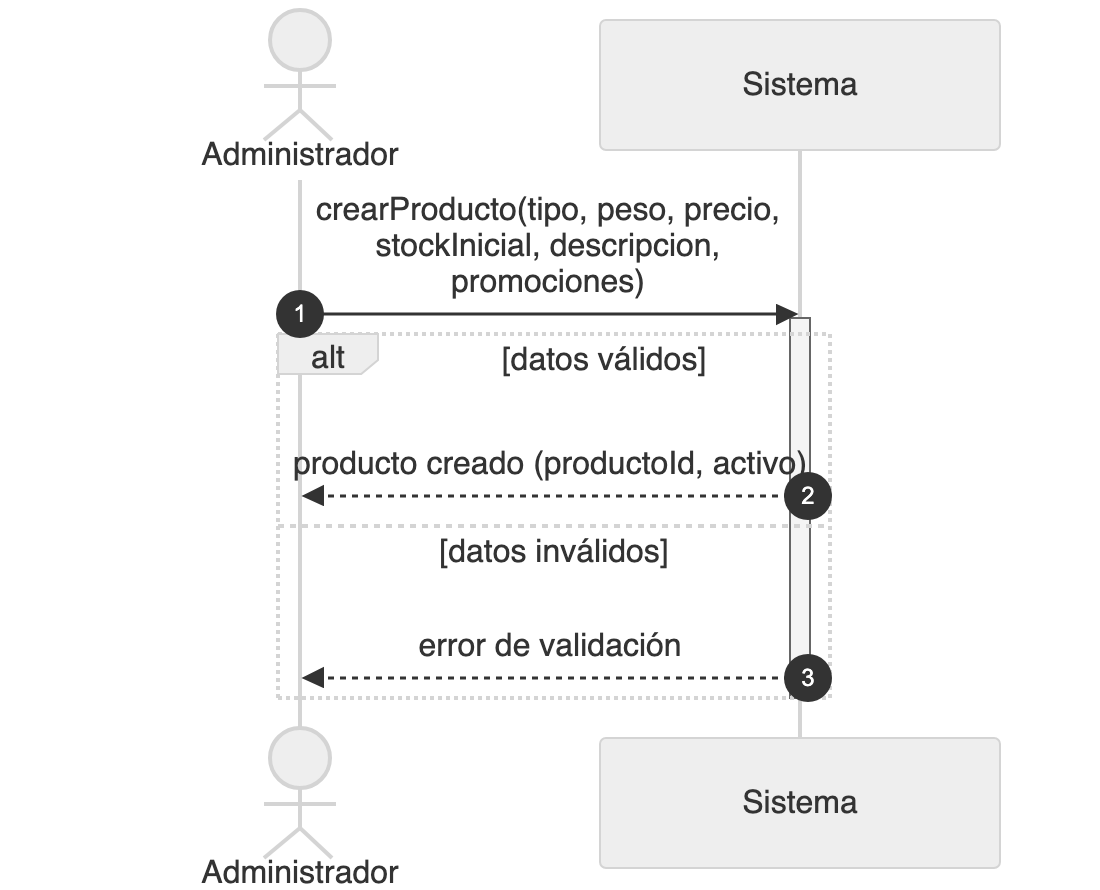 Sistema
Administrador
crearProducto(tipo, peso, precio,
stockInicial, descripcion,
promociones)
1
alt
[datos válidos]
producto creado (productoId, activo)
2
[datos inválidos]
error de validación
3
Sistema
Administrador